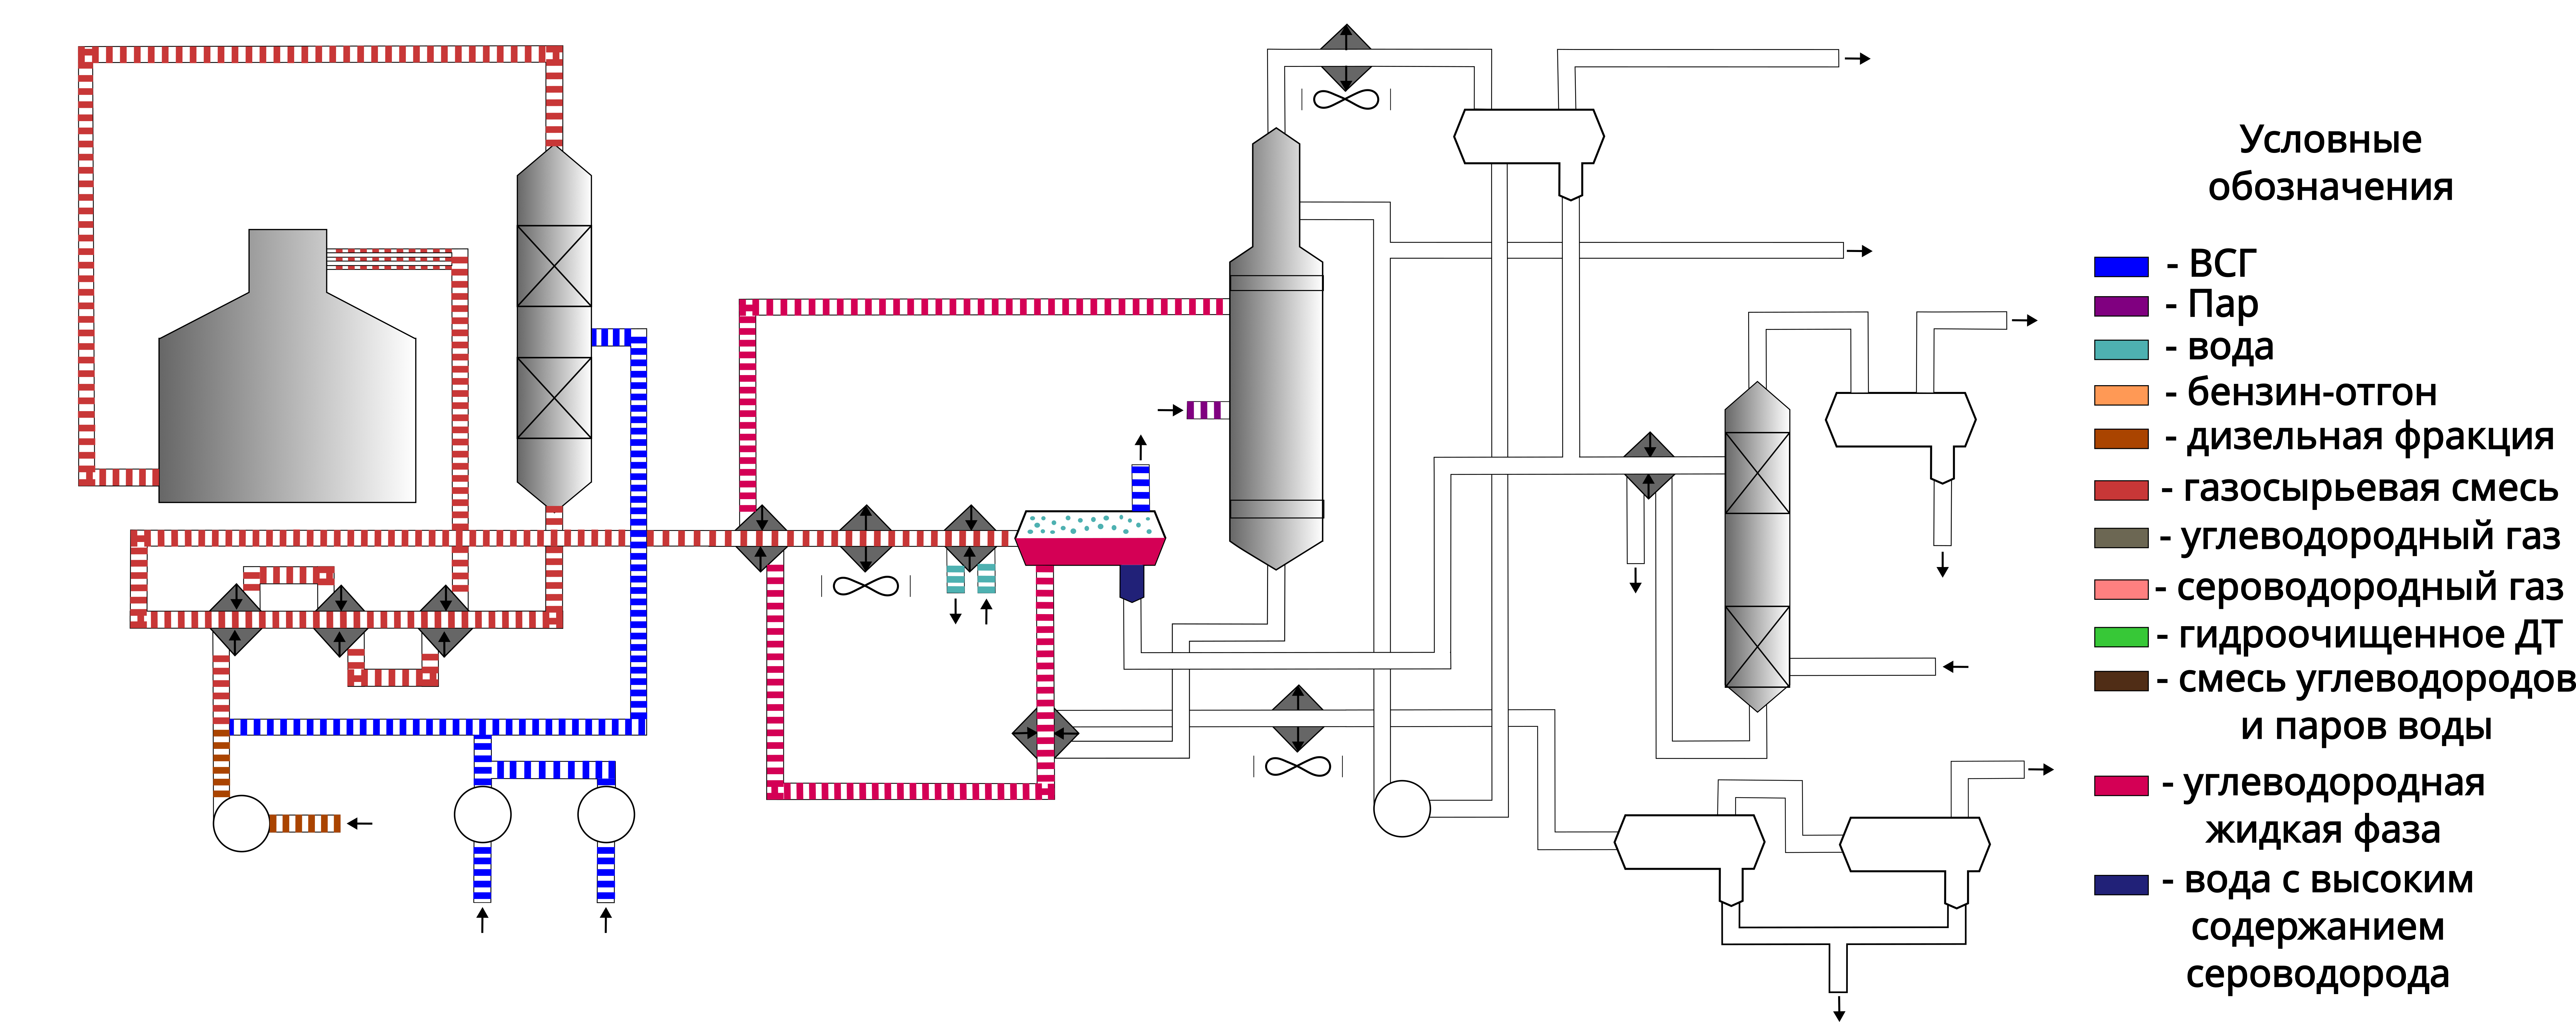 Условные
обозначения
- ВСГ
- Пар
- вода
- бензин-отгон
- дизельная фракция
- газосырьевая смесь
- углеводородный газ
- сероводородный газ
- гидроочищенное ДТ
- смесь углеводородов
и паров воды
- углеводородная
жидкая фаза
- вода с высоким
содержанием
сероводорода